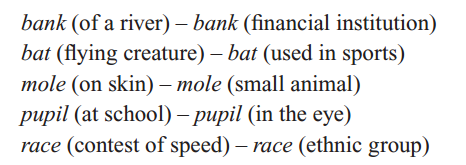 bank (of a river) – bank (financial institution)
bat (flying creature) – bat (used in sports)
mole (on skin) – mole (small animal)
pupil (at school) – pupil (in the eye)
race (contest of speed) – race (ethnic group)